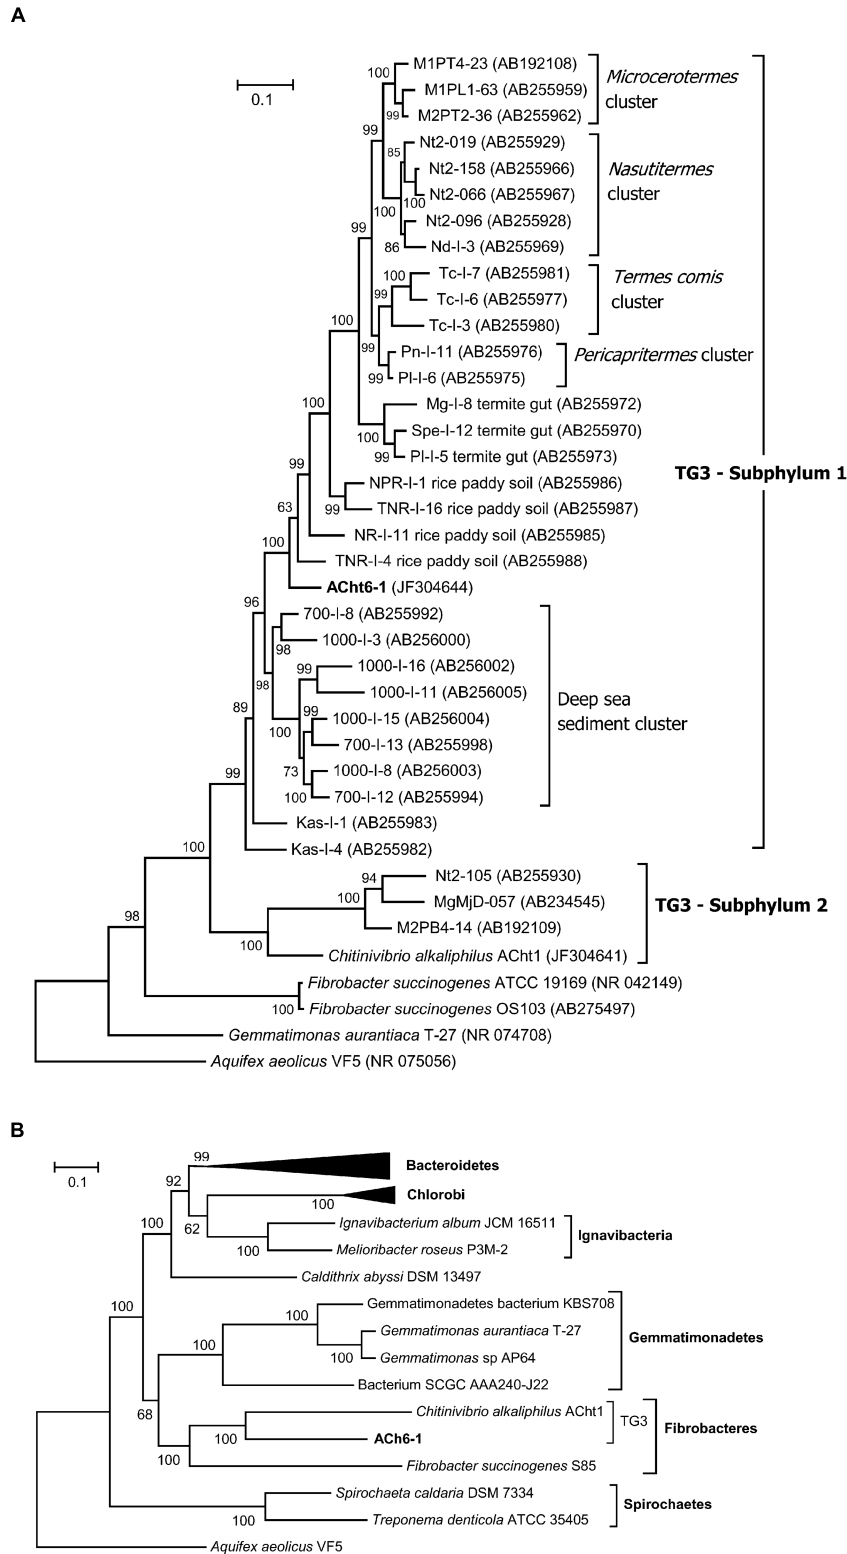 A
0.1
100
M1PT4-23 (AB192108)
M1PL1-63 (AB255959)
99
M2PT2-36 (AB255962)
Microcerotermes
cluster
99
85
Nt2-019 (AB255929)
Nt2-158 (AB255966)
100
Nt2-066 (AB255967)
100
Nt2-096 (AB255928)
86
Nd-I-3 (AB255969)
Nasutitermes
cluster
99
100
Tc-I-7 (AB255981)
99
Tc-I-6 (AB255977)
Tc-I-3 (AB255980)
Termes comis
cluster
100
99
Pn-I-11 (AB255976)
99
Pl-I-6 (AB255975)
Pericapritermes cluster
100
Mg-I-8 termite gut (AB255972)
100
Spe-I-12 termite gut (AB255970)
99
Pl-I-5 termite gut (AB255973)
TG3 - Subphylum 1
99
NPR-I-1 rice paddy soil (AB255986)
99
TNR-I-16 rice paddy soil (AB255987)
63
NR-I-11 rice paddy soil (AB255985)
100
TNR-I-4 rice paddy soil (AB255988)
ACht6-1 (JF304644)
96
700-I-8 (AB255992)
98
1000-I-3 (AB256000)
98
99
1000-I-16 (AB256002)
1000-I-11 (AB256005)
89
100
99
1000-I-15 (AB256004)
700-I-13 (AB255998)
73
1000-I-8 (AB256003)
100
700-I-12 (AB255994)
Deep sea
sediment cluster
99
Kas-I-1 (AB255983)
Kas-I-4 (AB255982)
100
94
Nt2-105 (AB255930)
100
MgMjD-057 (AB234545)
M2PB4-14 (AB192109)
100
Chitinivibrio alkaliphilus ACht1 (JF304641)
TG3 - Subphylum 2
98
Fibrobacter succinogenes ATCC 19169 (NR 042149)
100
Fibrobacter succinogenes OS103 (AB275497)
Gemmatimonas aurantiaca T-27 (NR 074708)
Aquifex aeolicus VF5 (NR 075056)
B
0.1
99
Bacteroidetes
92
100
Chlorobi
62
Ignavibacterium album JCM 16511
100
Melioribacter roseus P3M-2
Ignavibacteria
100
Caldithrix abyssi DSM 13497
100
Gemmatimonadetes bacterium KBS708
100
Gemmatimonas aurantiaca T-27
100
Gemmatimonas sp AP64
100
Bacterium SCGC AAA240-J22
Gemmatimonadetes
68
Chitinivibrio alkaliphilus ACht1
100
ACh6-1
TG3
100
Fibrobacter succinogenes S85
Fibrobacteres
Spirochaeta caldaria DSM 7334
100
Treponema denticola ATCC 35405
Spirochaetes
Aquifex aeolicus VF5